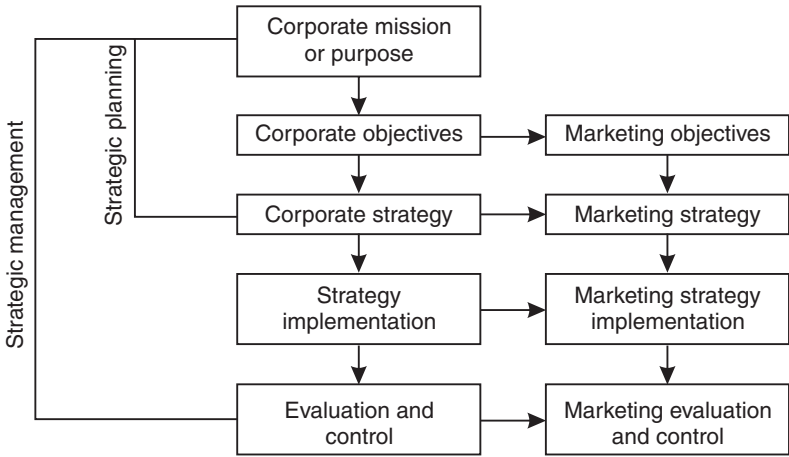 Corporate mission
or purpose
Strategic planning
Strategic management
Corporate objectives
Marketing objectives
Corporate strategy
Marketing strategy
Strategy
implementation
Marketing strategy
implementation
Evaluation and
control
Marketing evaluation
and control